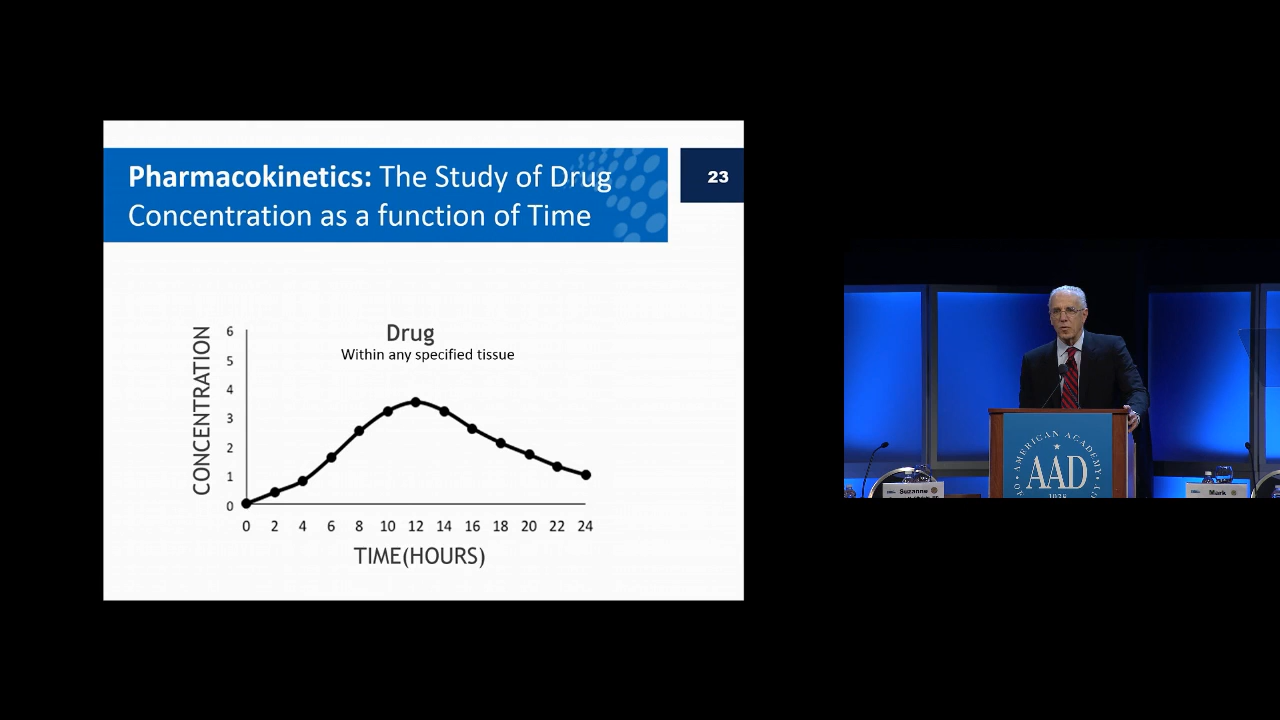 Pharmacokinetics: The Study of Drug
Concentration as a function of Time
23
Drug
Within any specified tissue
CONCENTRATION
6
5
4
3
2
1
0
0 2 4 6 8 10 12 14 16 18 20 22 24
TIME(HOURS)
AMERICAN ACADEMY
AAD
Suzanne
Mark